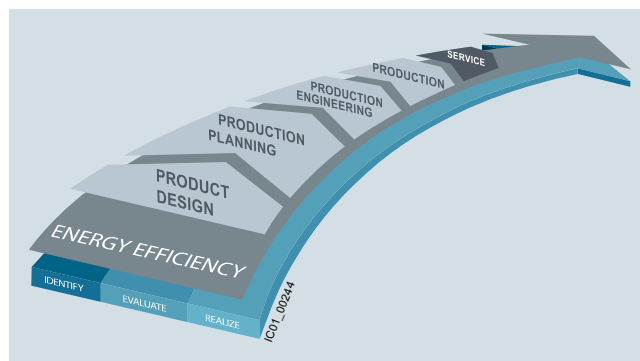 SERVICE
PRODUCTION
PRODUCTION
ENGINEERING
PRODUCTION
PLANNING
PRODUCT
DESIGN
ENERGY EFFICIENCY
IDENTIFY
EVALUATE
REALIZE
IC01_00244